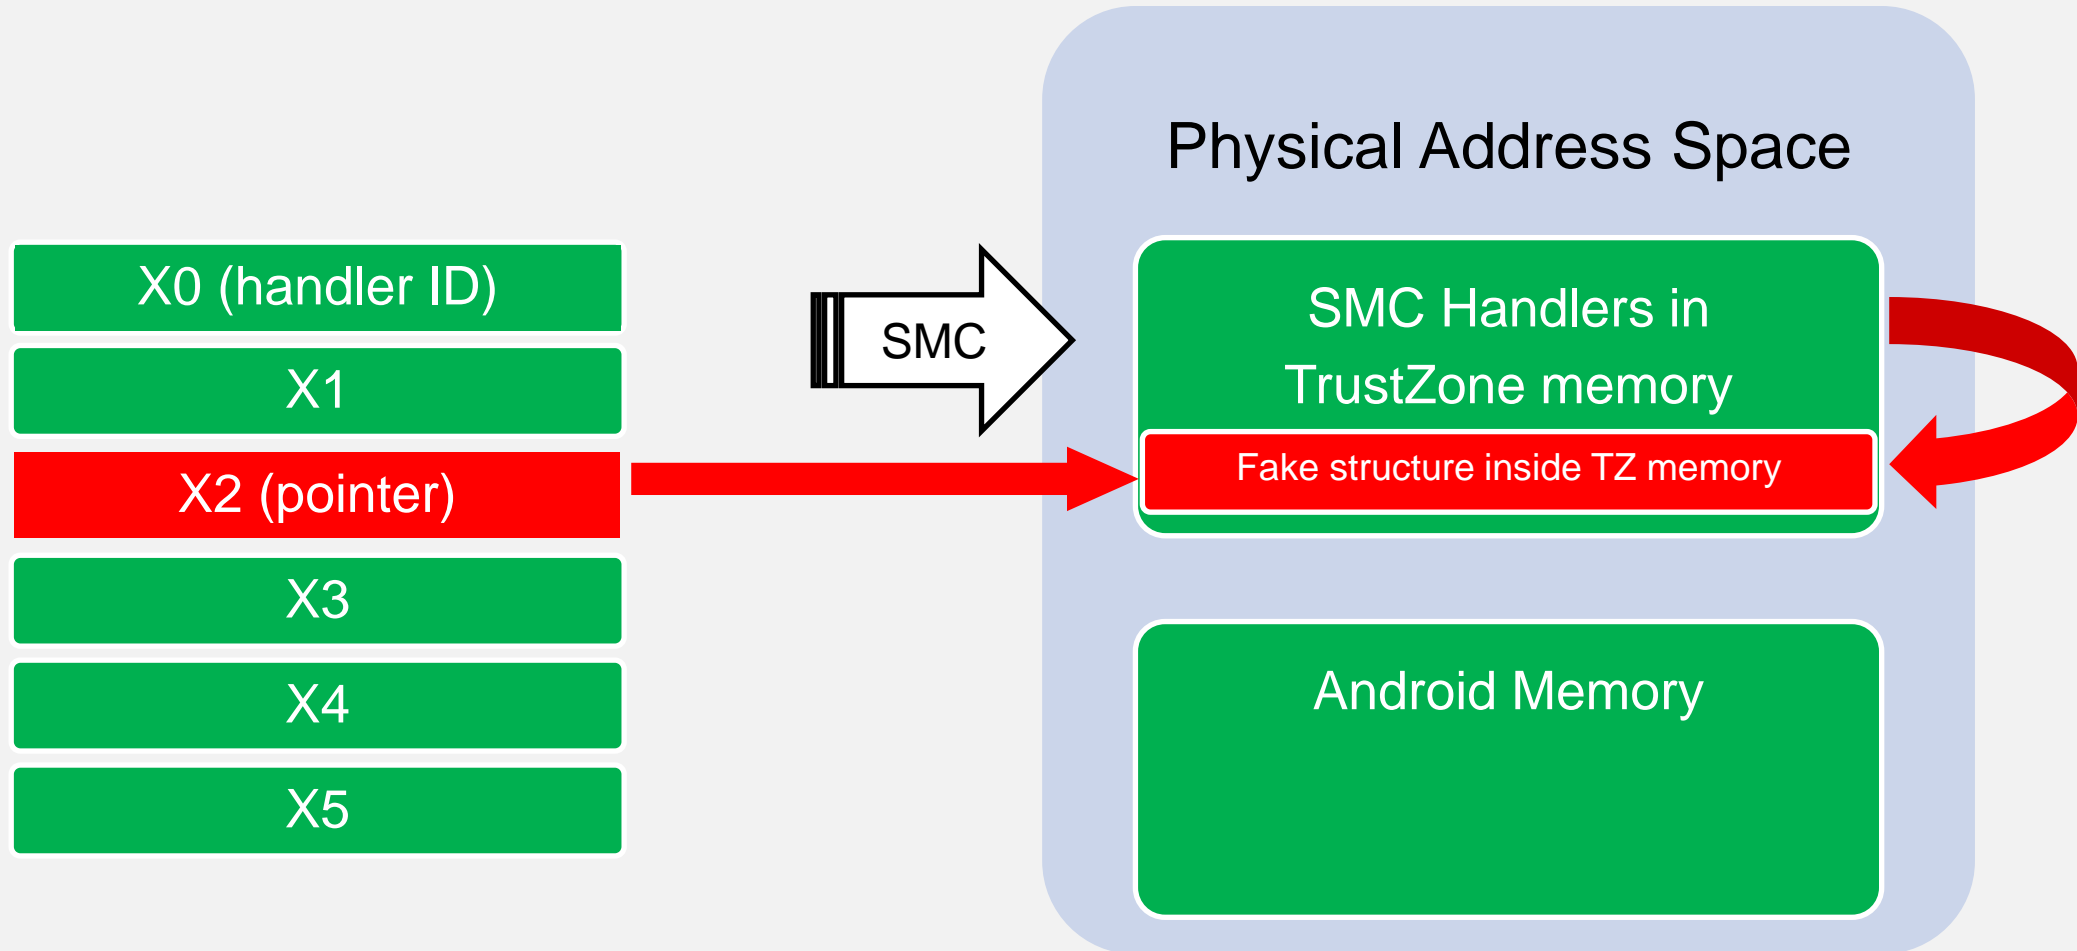 Physical Address Space
X0 (handler ID)
X1
X2 (pointer)
X3
X4
X5
SMC
SMC Handlers in
TrustZone memory
Fake structure inside TZ memory
Android Memory